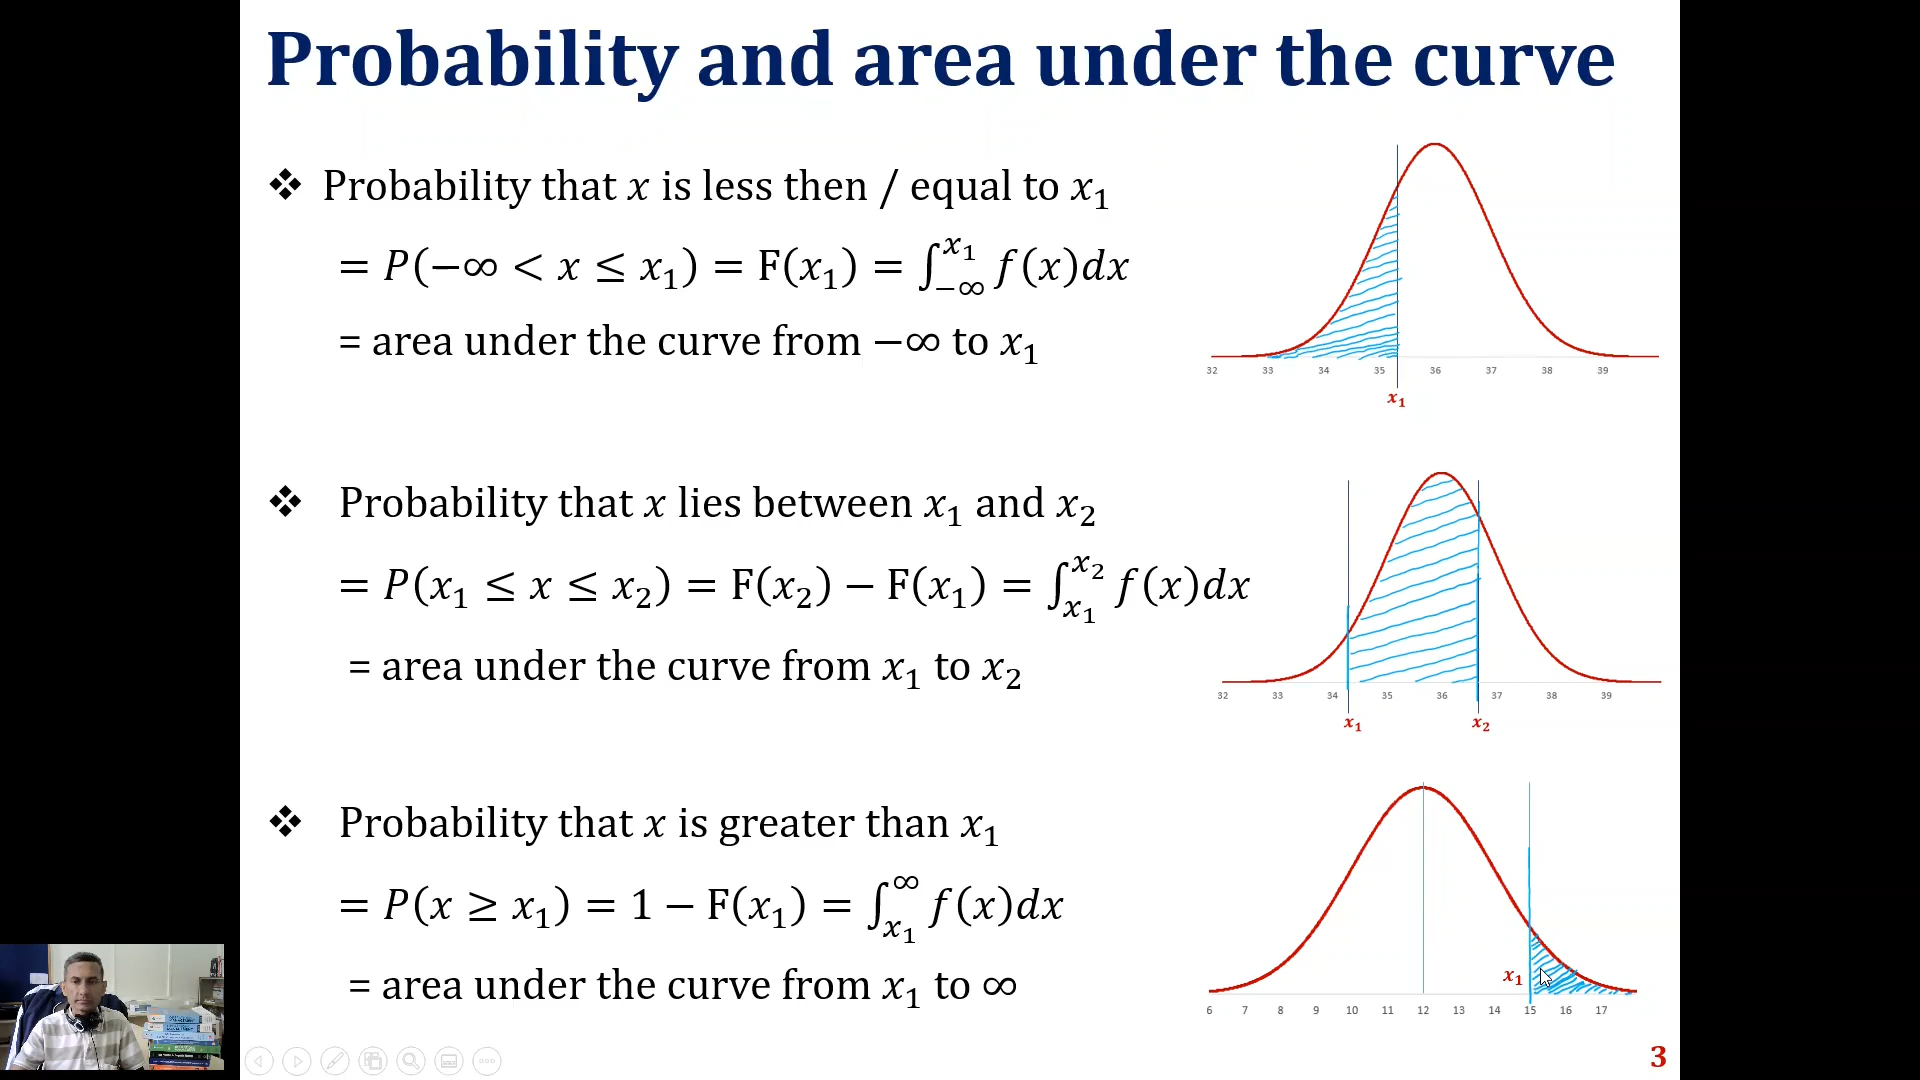 Probability and area under the curve
❖ Probability that x is less then / equal to x₁
= P(−∞ < x ≤ x₁) = F(x₁) = ∫_{−∞}^{x₁} f(x)dx
= area under the curve from −∞ to x₁
32 33 34 35 36 37 38 39
x₁
❖ Probability that x lies between x₁ and x₂
= P(x₁ ≤ x ≤ x₂) = F(x₂) − F(x₁) = ∫_{x₁}^{x₂} f(x)dx
= area under the curve from x₁ to x₂
32 33 34 35 36 37 38 39
x₁ x₂
❖ Probability that x is greater than x₁
= P(x ≥ x₁) = 1 − F(x₁) = ∫_{x₁}^{∞} f(x)dx
= area under the curve from x₁ to ∞
x₁
6 7 8 9 10 11 12 13 14 15 16 17
3